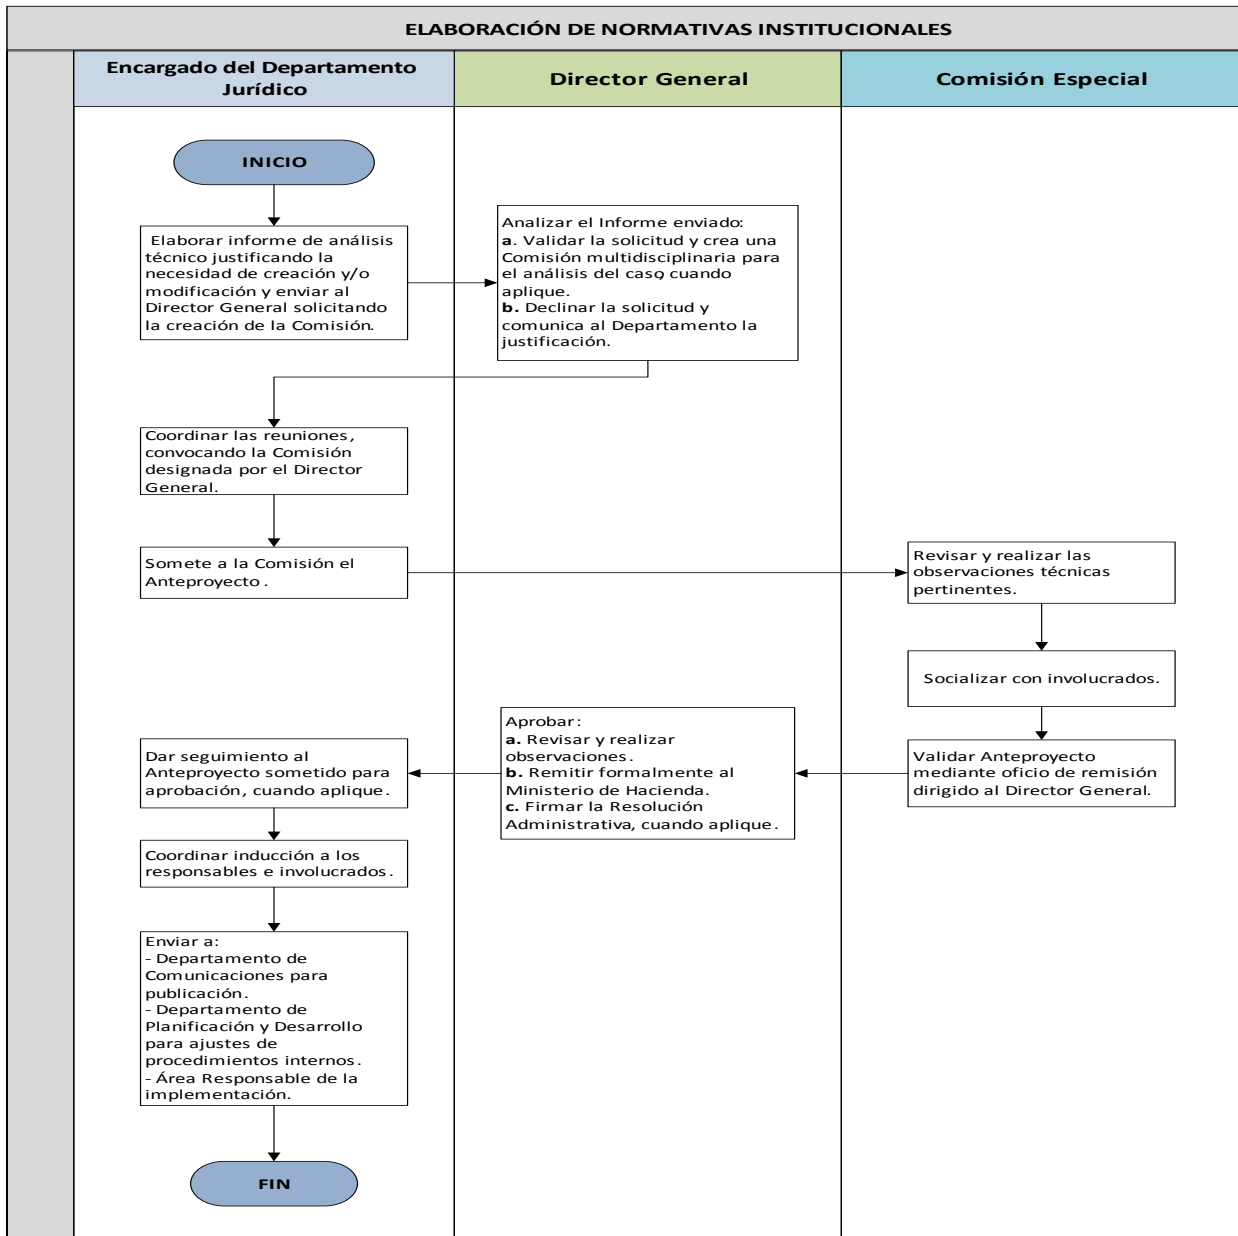 ELABORACIÓN DE NORMATIVAS INSTITUCIONALES
Encargado del Departamento
Jurídico
Director General
Comisión Especial
INICIO
Elaborar informe de análisis
técnico justificando la
necesidad de creación y/o
modificación y enviar al
Director General solicitando
la creación de la Comisión.
Analizar el Informe enviado:
a. Validar la solicitud y crea una
Comisión multidisciplinaria para
el análisis del caso, cuando
aplique.
b. Declinar la solicitud y
comunica al Departamento la
justificación.
Coordinar las reuniones,
convocando la Comisión
designada por el Director
General.
Somete a la Comisión el
Anteproyecto.
Revisar y realizar las
observaciones técnicas
pertinentes.
Socializar con involucrados.
Validar Anteproyecto
mediante oficio de remisión
dirigido al Director General.
Aprobar:
a. Revisar y realizar
observaciones.
b. Remitir formalmente al
Ministerio de Hacienda.
c. Firmar la Resolución
Administrativa, cuando aplique.
Dar seguimiento al
Anteproyecto sometido para
aprobación, cuando aplique.
Coordinar inducción a los
responsables e involucrados.
Enviar a:
- Departamento de
Comunicaciones para
publicación.
- Departamento de
Planificación y Desarrollo
para ajustes de
procedimientos internos.
- Área Responsable de la
implementación.
FIN